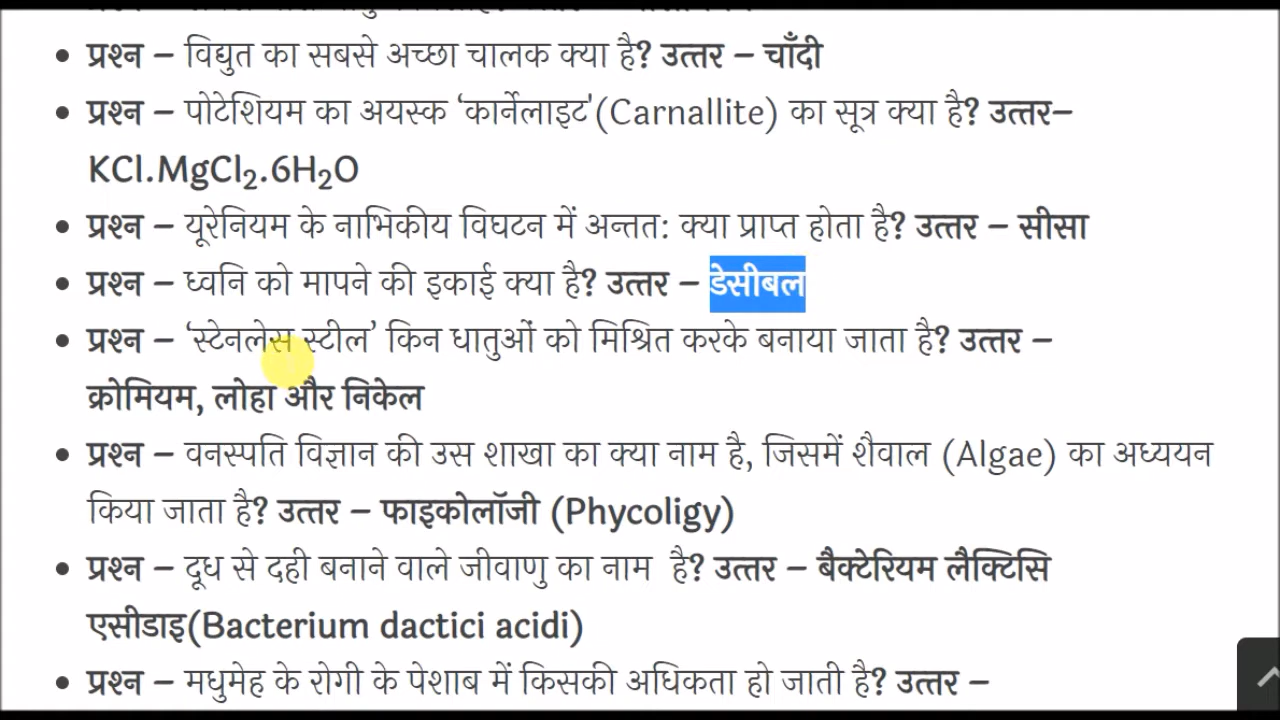 प्रश्न – विद्युत का सबसे अच्छा चालक क्या है? उत्तर – चाँदी
प्रश्न – पोटेशियम का अयस्क ‘कार्नेलाइट'(Carnallite) का सूत्र क्या है? उत्तर–
KCl.MgCl₂.6H₂O
प्रश्न – यूरेनियम के नाभिकीय विघटन में अन्तत: क्या प्राप्त होता है? उत्तर – सीसा
प्रश्न – ध्वनि को मापने की इकाई क्या है? उत्तर – डेसीबल
प्रश्न – ‘स्टेनलेस स्टील’ किन धातुओं को मिश्रित करके बनाया जाता है? उत्तर –
क्रोमियम, लोहा और निकेल
प्रश्न – वनस्पति विज्ञान की उस शाखा का क्या नाम है, जिसमें शैवाल (Algae) का अध्ययन
किया जाता है? उत्तर – फाइकोलॉजी (Phycoligy)
प्रश्न – दूध से दही बनाने वाले जीवाणु का नाम है? उत्तर – बैक्टेरियम लैक्टिसि
एसीडाइ(Bacterium dactici acidi)
प्रश्न – मधुमेह के रोगी के पेशाब में किसकी अधिकता हो जाती है? उत्तर –